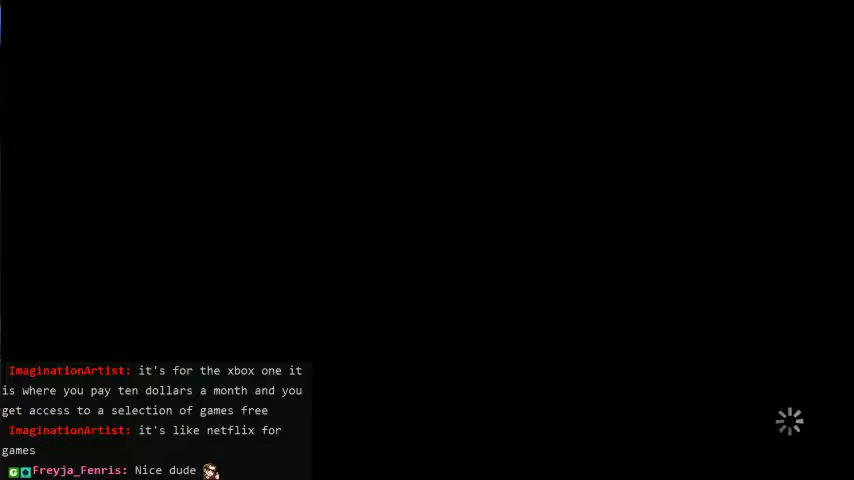 ImaginationArtist: it's for the xbox one it
is where you pay ten dollars a month and you
get access to a selection of games free
ImaginationArtist: it's like netflix for
games
G Freyja_Fenris: Nice dude